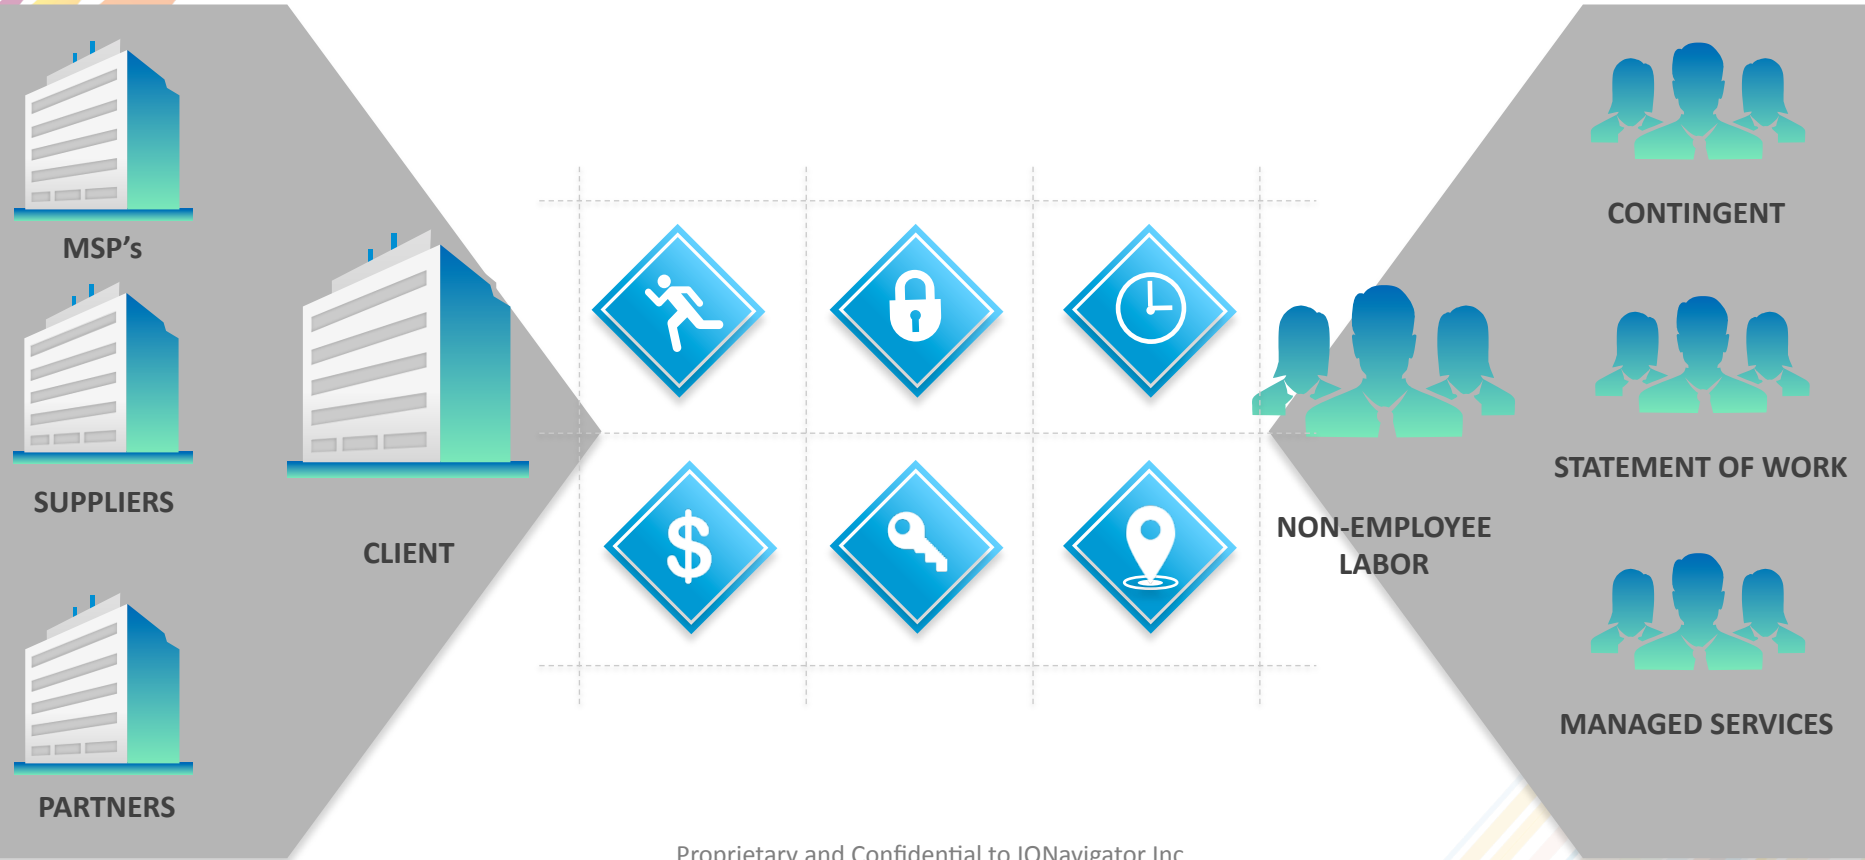 MSP’s
SUPPLIERS
PARTNERS
CLIENT
$
NON-EMPLOYEE
LABOR
CONTINGENT
STATEMENT OF WORK
MANAGED SERVICES
Proprietary and Confidential to IQNavigator Inc